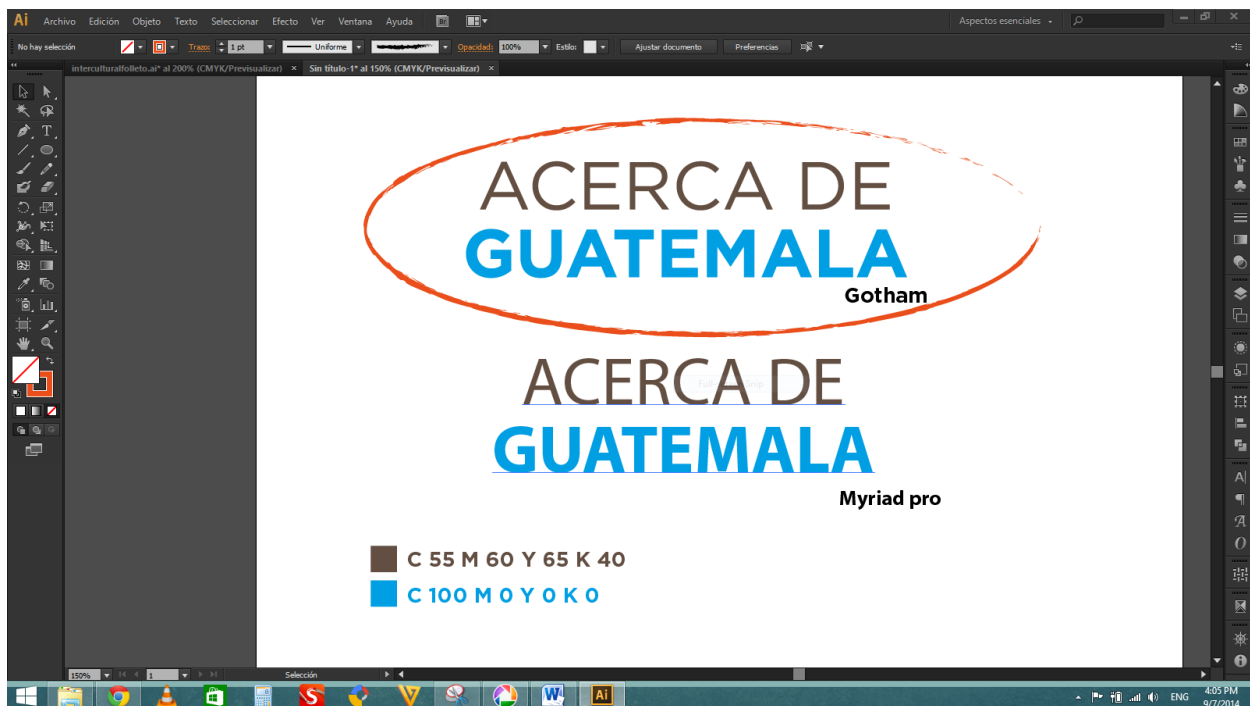 Ai Archivo Edición Objeto Texto Seleccionar Efecto Ver Ventana Ayuda Br Aspectos esenciales
No hay selección Trazo: 1 pt Uniforme Opacidad: 100% Estilo: Ajustar documento Preferencias
interculturalfolleto.ai* al 200% (CMYK/Previsualizar) × Sin título-1* al 150% (CMYK/Previsualizar) ×
ACERCA DE
GUATEMALA
Gotham
ACERCA DE
GUATEMALA
Myriad pro
C 55 M 60 Y 65 K 40
C 100 M 0 Y 0 K 0
150% 1 Selección
Ai ENG 4:05 PM
9/7/2014